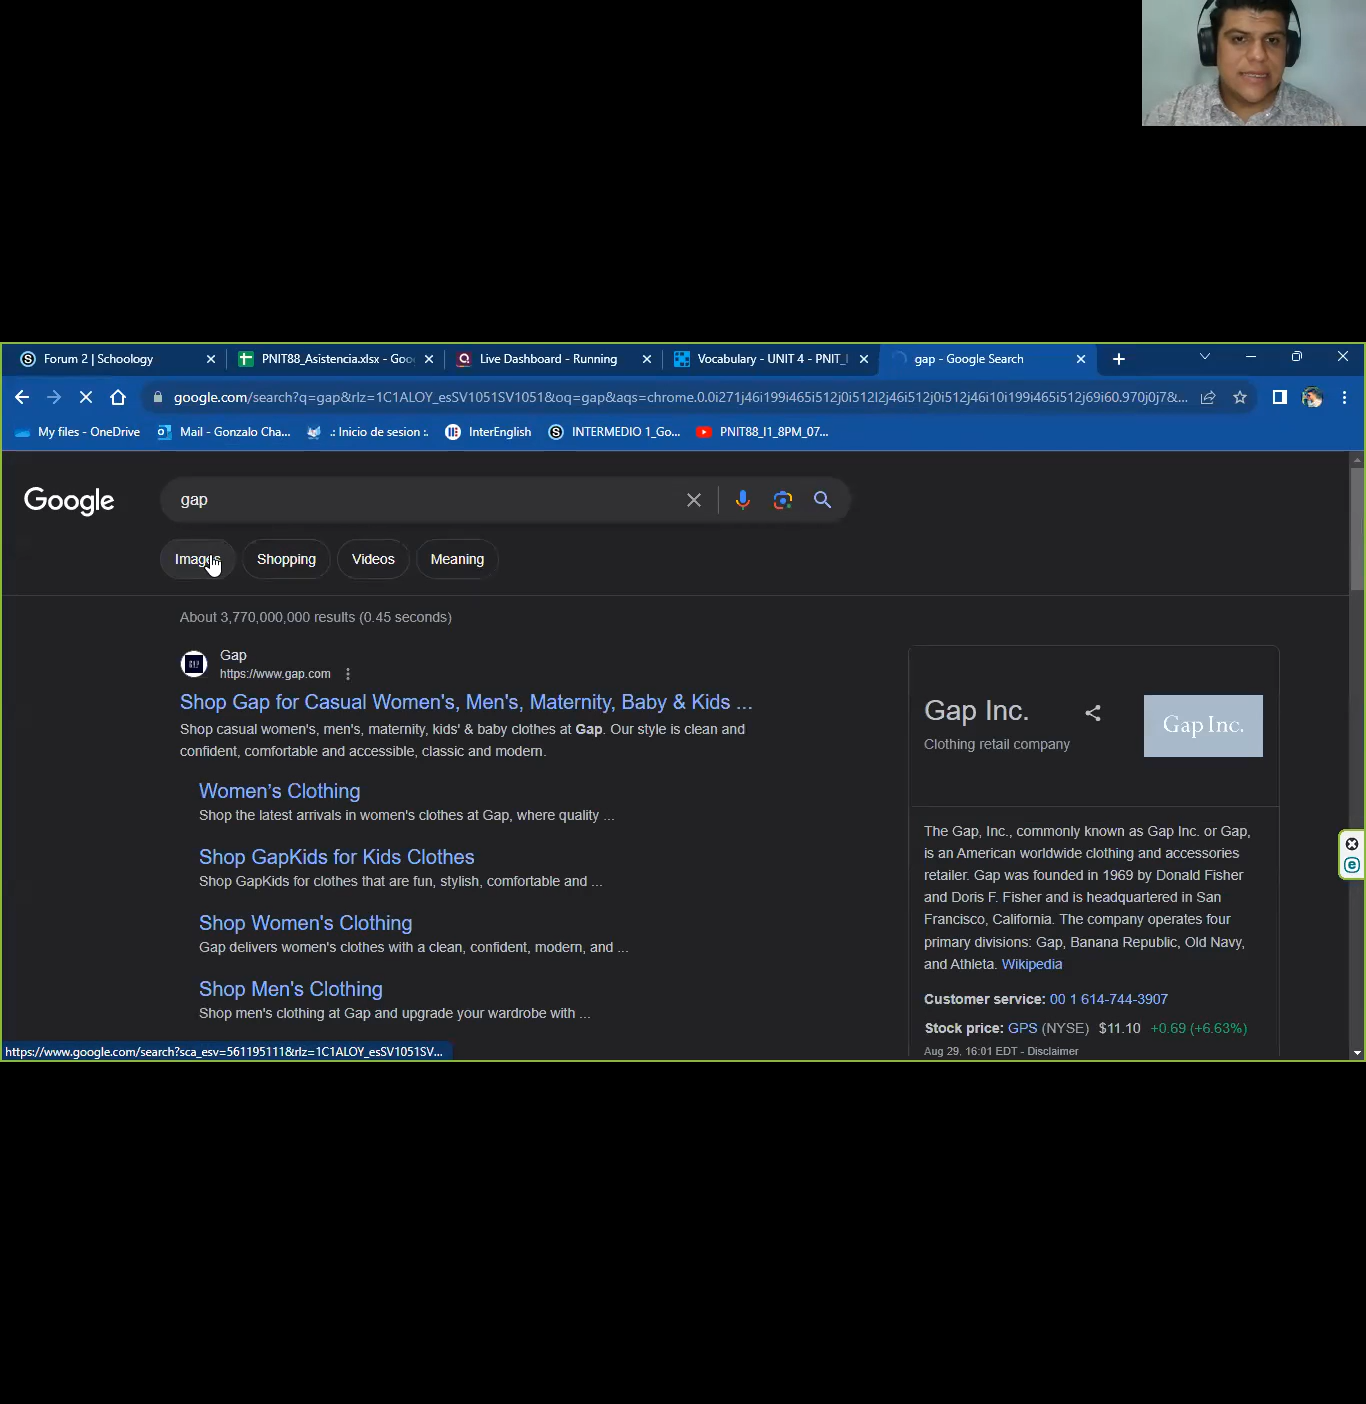 Forum 2 | Schoology
PNIT88_Asistencia.xlsx - Goo
Live Dashboard - Running
Vocabulary - UNIT 4 - PNIT_I
gap - Google Search
google.com/search?q=gap&rlz=1C1ALOY_esSV1051SV1051&oq=gap&aqs=chrome.0.0i271j46i199i465i512j0i512l2j46i512j0i512j46i10i199i465i512j69i60.970j0j7&...
My files - OneDrive
Mail - Gonzalo Cha...
.: Inicio de sesion :.
InterEnglish
INTERMEDIO 1_Go...
PNIT88_I1_8PM_07...
Google
gap
Images
Shopping
Videos
Meaning
About 3,770,000,000 results (0.45 seconds)
GAP
Gap
https://www.gap.com
Shop Gap for Casual Women's, Men's, Maternity, Baby & Kids ...
Shop casual women's, men's, maternity, kids' & baby clothes at Gap. Our style is clean and
confident, comfortable and accessible, classic and modern.
Women's Clothing
Shop the latest arrivals in women's clothes at Gap, where quality ...
Shop GapKids for Kids Clothes
Shop GapKids for clothes that are fun, stylish, comfortable and ...
Shop Women's Clothing
Gap delivers women's clothes with a clean, confident, modern, and ...
Shop Men's Clothing
Shop men's clothing at Gap and upgrade your wardrobe with ...
Gap Inc.
Clothing retail company
Gap Inc.
The Gap, Inc., commonly known as Gap Inc. or Gap,
is an American worldwide clothing and accessories
retailer. Gap was founded in 1969 by Donald Fisher
and Doris F. Fisher and is headquartered in San
Francisco, California. The company operates four
primary divisions: Gap, Banana Republic, Old Navy,
and Athleta. Wikipedia
Customer service: 00 1 614-744-3907
Stock price: GPS (NYSE) $11.10 +0.69 (+6.63%)
Aug 29, 16:01 EDT - Disclaimer
https://www.google.com/search?sca_esv=561195111&rlz=1C1ALOY_esSV1051SV...